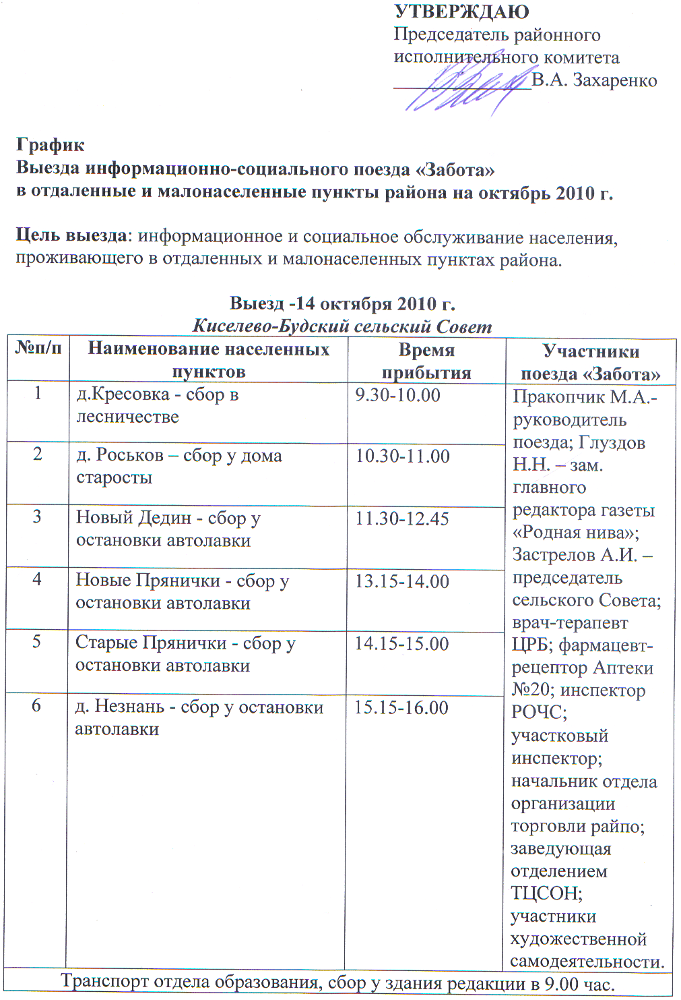 УТВЕРЖДАЮ
Председатель районного
исполнительного комитета
______________В.А. Захаренко
График
Выезда информационно-социального поезда «Забота»
в отдаленные и малонаселенные пункты района на октябрь 2010 г.
Цель выезда: информационное и социальное обслуживание населения,
проживающего в отдаленных и малонаселенных пунктах района.
Выезд -14 октября 2010 г.
Киселево-Будский сельский Совет
№п/п
Наименование населенных
пунктов
Время
прибытия
Участники
поезда «Забота»
1
д.Кресовка - сбор в
лесничестве
9.30-10.00
2
д. Роськов – сбор у дома
старосты
10.30-11.00
3
Новый Дедин - сбор у
остановки автолавки
11.30-12.45
4
Новые Прянички - сбор у
остановки автолавки
13.15-14.00
5
Старые Прянички - сбор у
остановки автолавки
14.15-15.00
6
д. Незнань - сбор у остановки
автолавки
15.15-16.00
Пракопчик М.А.-
руководитель
поезда; Глуздов
Н.Н. – зам.
главного
редактора газеты
«Родная нива»;
Застрелов А.И. –
председатель
сельского Совета;
врач-терапевт
ЦРБ; фармацевт-
рецептор Аптеки
№20; инспектор
РОЧС;
участковый
инспектор;
начальник отдела
организации
торговли райпо;
заведующая
отделением
ТЦСОН;
участники
художественной
самодеятельности.
Транспорт отдела образования, сбор у здания редакции в 9.00 час.